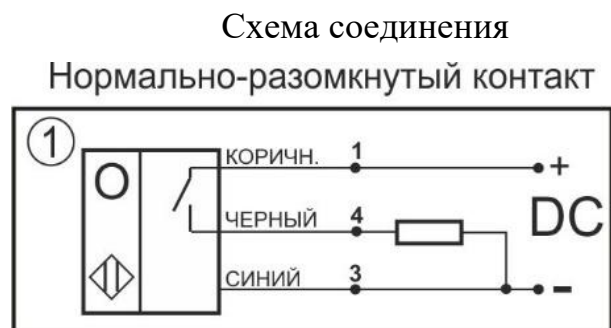 Схема соединения
Нормально-разомкнутый контакт
1
КОРИЧН. 1 +
O
ЧЕРНЫЙ 4 DC
СИНИЙ 3 -